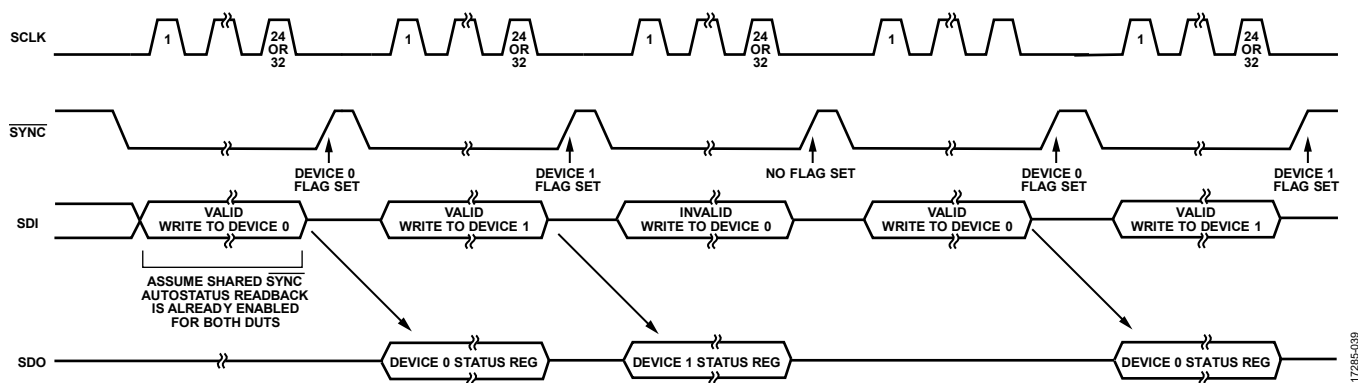 SCLK
1
24
OR
32
1
24
OR
32
1
24
OR
32
1
1
24
OR
32
SYNC
DEVICE 0
FLAG SET
DEVICE 1
FLAG SET
NO FLAG SET
DEVICE 0
FLAG SET
DEVICE 1
FLAG SET
SDI
VALID
WRITE TO DEVICE 0
VALID
WRITE TO DEVICE 1
INVALID
WRITE TO DEVICE 0
VALID
WRITE TO DEVICE 0
VALID
WRITE TO DEVICE 1
ASSUME SHARED SYNC
AUTOSTATUS READBACK
IS ALREADY ENABLED
FOR BOTH DUTS
SDO
DEVICE 0 STATUS REG
DEVICE 1 STATUS REG
DEVICE 0 STATUS REG
17285-039